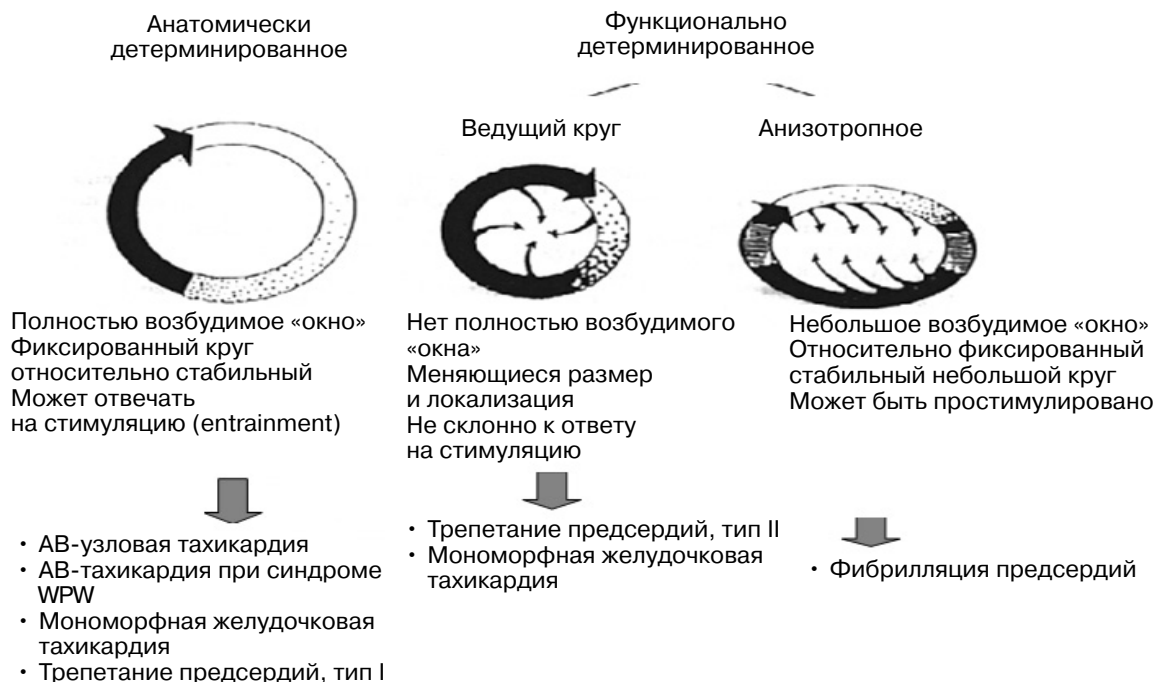 Анатомически
детерминированное
Функционально
детерминированное
Ведущий круг
Анизотропное
Полностью возбудимое «окно»
Фиксированный круг
относительно стабильный
Может отвечать
на стимуляцию (entrainment)
Нет полностью возбудимого
«окна»
Меняющиеся размер
и локализация
Не склонно к ответу
на стимуляцию
Небольшое возбудимое «окно»
Относительно фиксированный
стабильный небольшой круг
Может быть простимулировано
• АВ-узловая тахикардия
• АВ-тахикардия при синдроме
WPW
• Мономорфная желудочковая
тахикардия
• Трепетание предсердий, тип I
• Трепетание предсердий, тип II
• Мономорфная желудочковая
тахикардия
• Фибрилляция предсердий